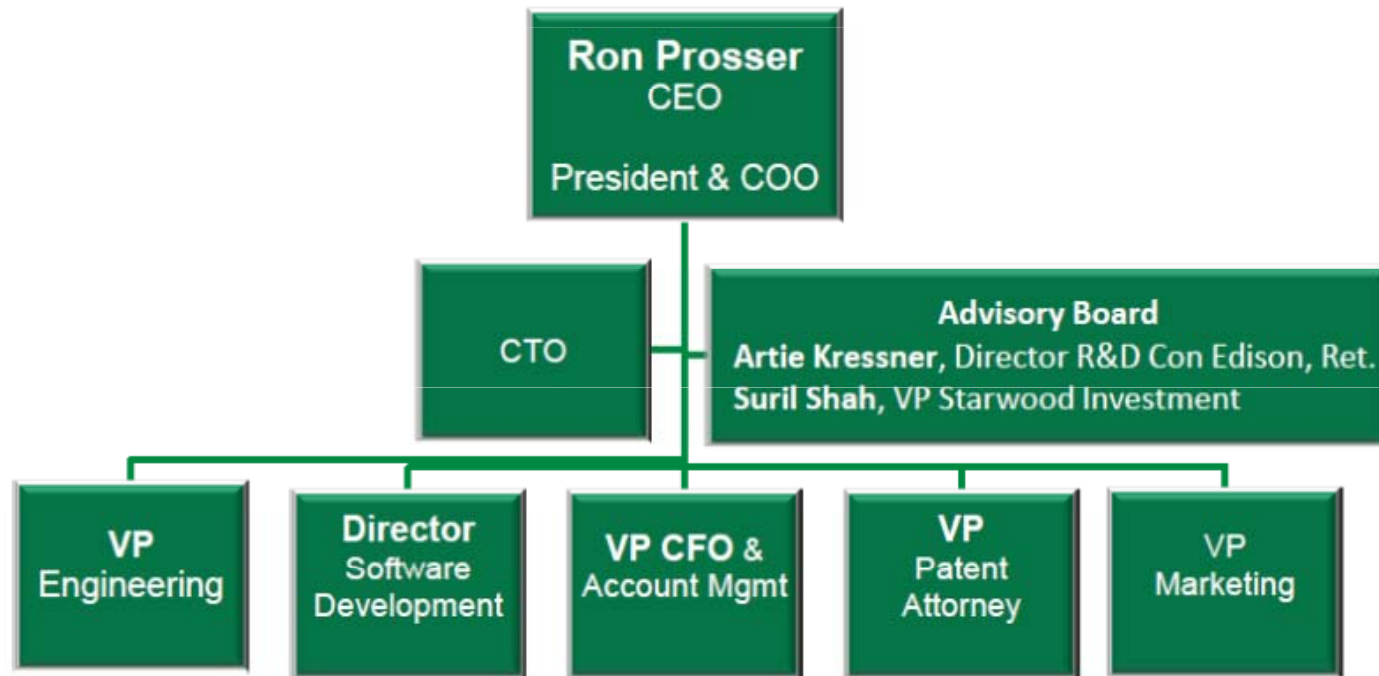 Ron Prosser
CEO
President & COO
CTO
Advisory Board
Artie Kressner, Director R&D Con Edison, Ret.
Suril Shah, VP Starwood Investment
VP
Engineering
Director
Software
Development
VP CFO &
Account Mgmt
VP
Patent
Attorney
VP
Marketing